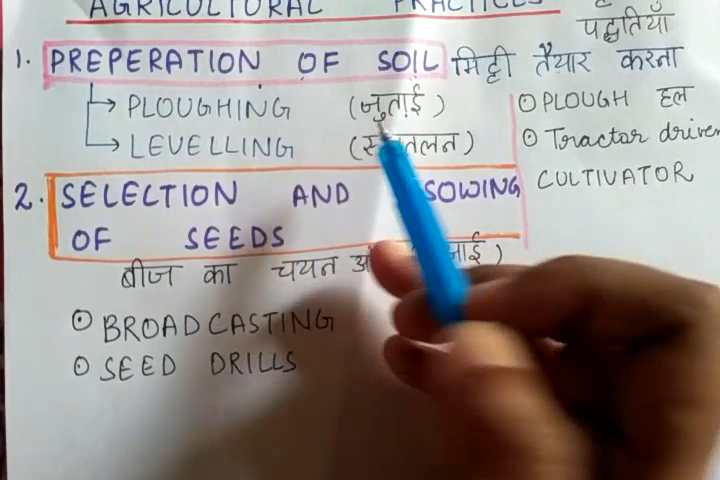 AGRICULTURAL PRACTICES
पद्धतियाँ
1. PREPERATION OF SOIL मिट्टी तैयार करना
PLOUGHING (जुताई)
LEVELLING
PLOUGH हल
Tractor driven
CULTIVATOR
2. SELECTION AND SOWING
OF SEEDS
बीज का चयन
BROADCASTING
SEED DRILLS